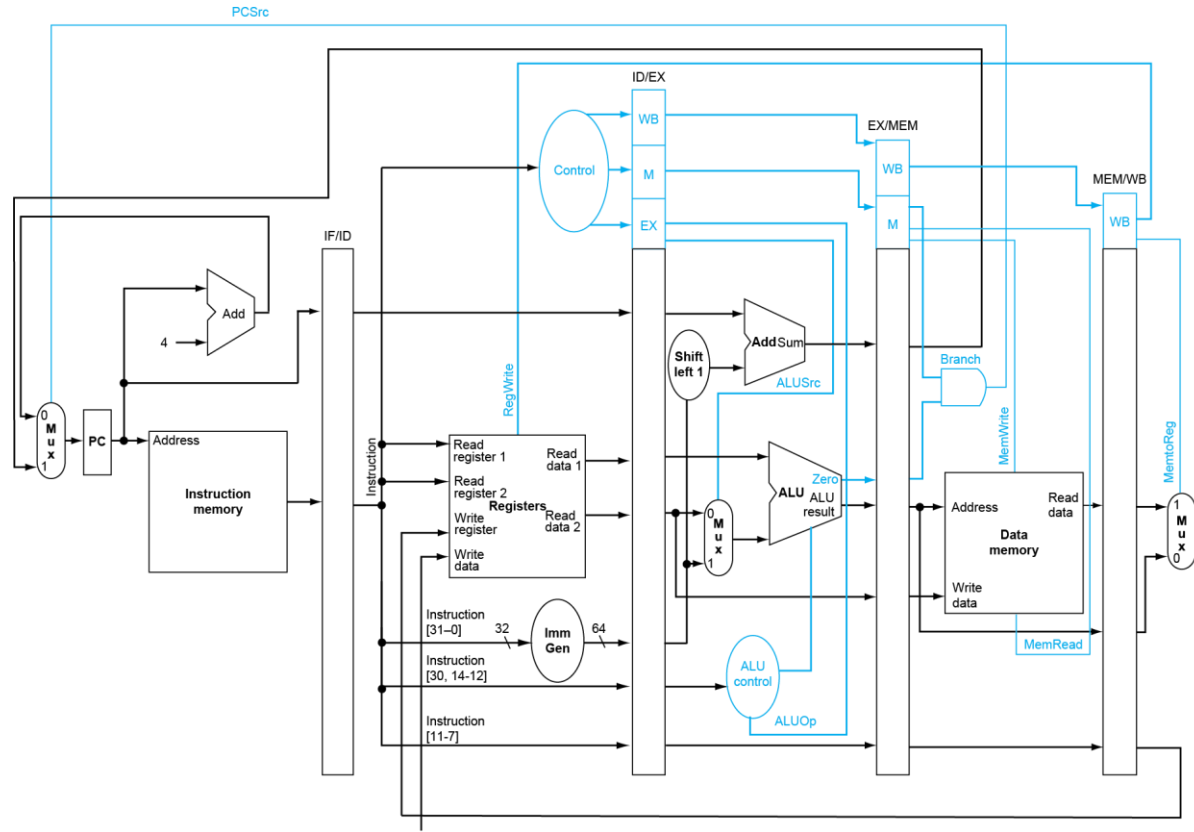 PCSrc
ID/EX
WB
EX/MEM
Control
M
WB
MEM/WB
EX
M
WB
IF/ID
Add
4
Shift
left 1
Add Sum
Branch
ALUSrc
RegWrite
MemWrite
MemtoReg
0
M
u
x
1
PC
Address
Instruction
memory
Instruction
Read
register 1
Read
data 1
Read
register 2
Registers
Read
data 2
Write
register
Write
data
0
M
u
x
1
Zero
ALU
ALU
result
Address
Read
data
Data
memory
Write
data
1
M
u
x
0
MemRead
Instruction
[31–0]
32
Imm
Gen
64
Instruction
[30, 14-12]
ALU
control
ALUOp
Instruction
[11-7]